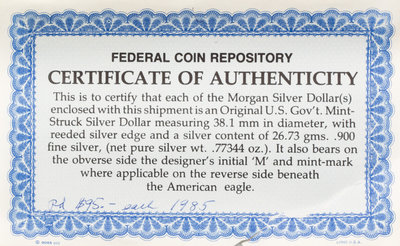 FEDERAL COIN REPOSITORY
CERTIFICATE OF AUTHENTICITY
This is to certify that each of the Morgan Silver Dollar(s)
enclosed with this shipment is an Original U.S. Gov't. Mint-
Struck Silver Dollar measuring 38.1 mm in diameter, with
reeded silver edge and a silver content of 26.73 gms. .900
fine silver, (net pure silver wt. .77344 oz.). It also bears on
the obverse side the designer's initial 'M' and mint-mark
where applicable on the reverse side beneath
the American eagle.
Pd $95.- each 1985